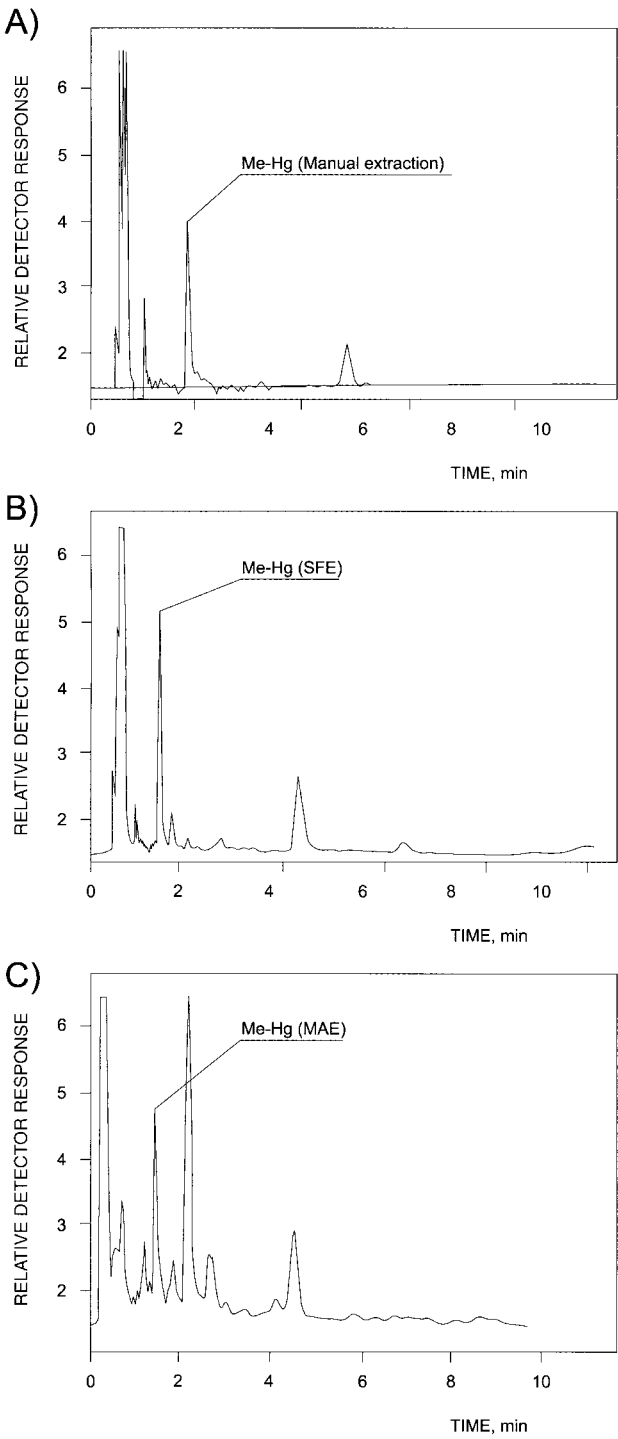 A)
RELATIVE DETECTOR RESPONSE
6
5
4
3
2
Me-Hg (Manual extraction)
0 2 4 6 8 10
TIME, min
B)
RELATIVE DETECTOR RESPONSE
6
5
4
3
2
Me-Hg (SFE)
0 2 4 6 8 10
TIME, min
C)
RELATIVE DETECTOR RESPONSE
6
5
4
3
2
Me-Hg (MAE)
0 2 4 6 8 10
TIME, min